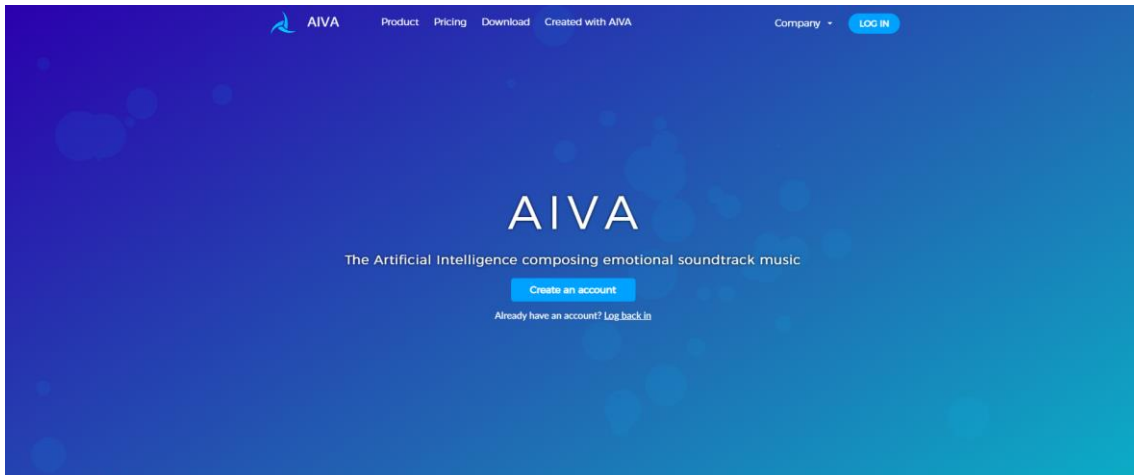 AIVA Product Pricing Download Created with AIVA Company LOG IN
AIVA
The Artificial Intelligence composing emotional soundtrack music
Create an account
Already have an account? Log back in